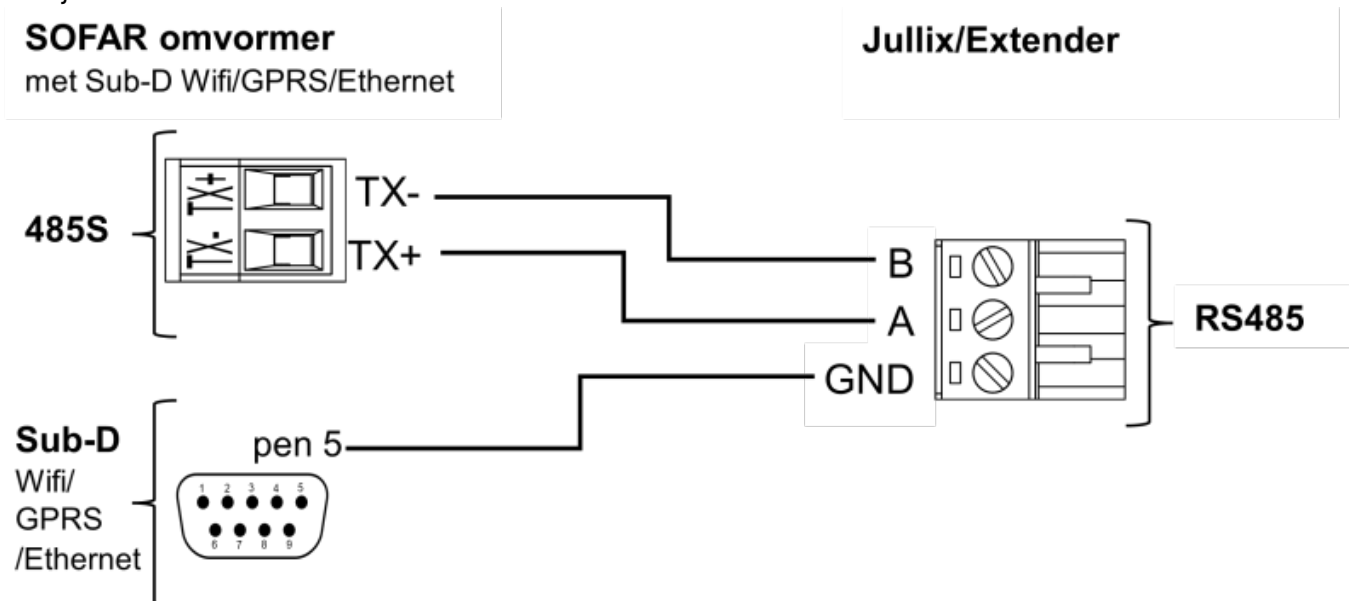 SOFAR omvormer
met Sub-D Wifi/GPRS/Ethernet
Jullix/Extender
485S
TX+
TX-
TX-
TX+
B
A
GND
RS485
Sub-D
Wifi/
GPRS
/Ethernet
pen 5
1 2 3 4 5
6 7 8 9